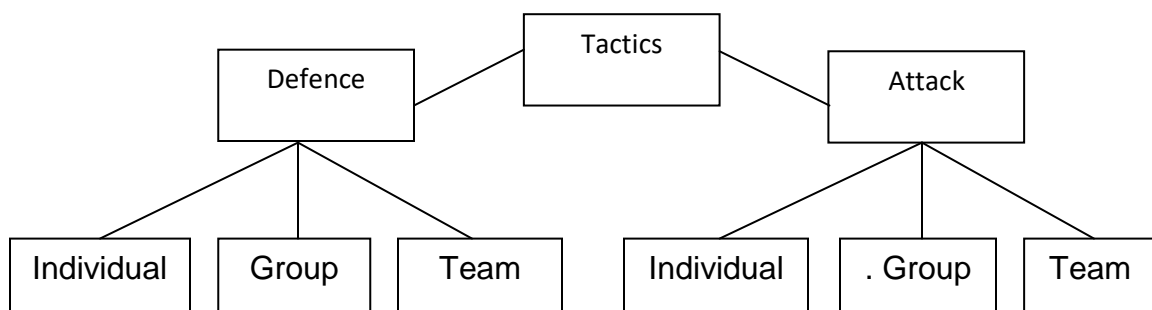 Tactics
Defence
Attack
Individual
Group
Team
Individual
. Group
Team